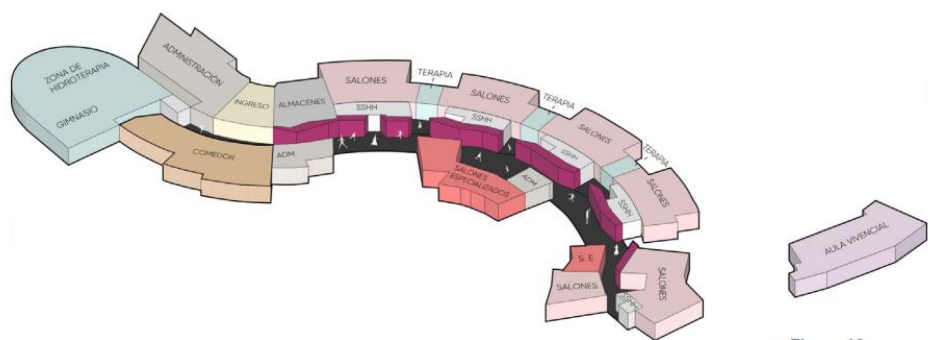 ZONA DE
HIDROTERAPIA
GIMNASIO
ADMINISTRACIÓN
INGRESO
ALMACENES
COMEDOR
ADM.
SALONES
SSHH
TERAPIA
SALONES
SSHH
TERAPIA
SALONES
SSHH
TERAPIA
SALONES
SSHH
SALONES
ESPECIALIZADOS
ADM.
S. E
SALONES
SALONES
SSHH
AULA VIVENCIAL